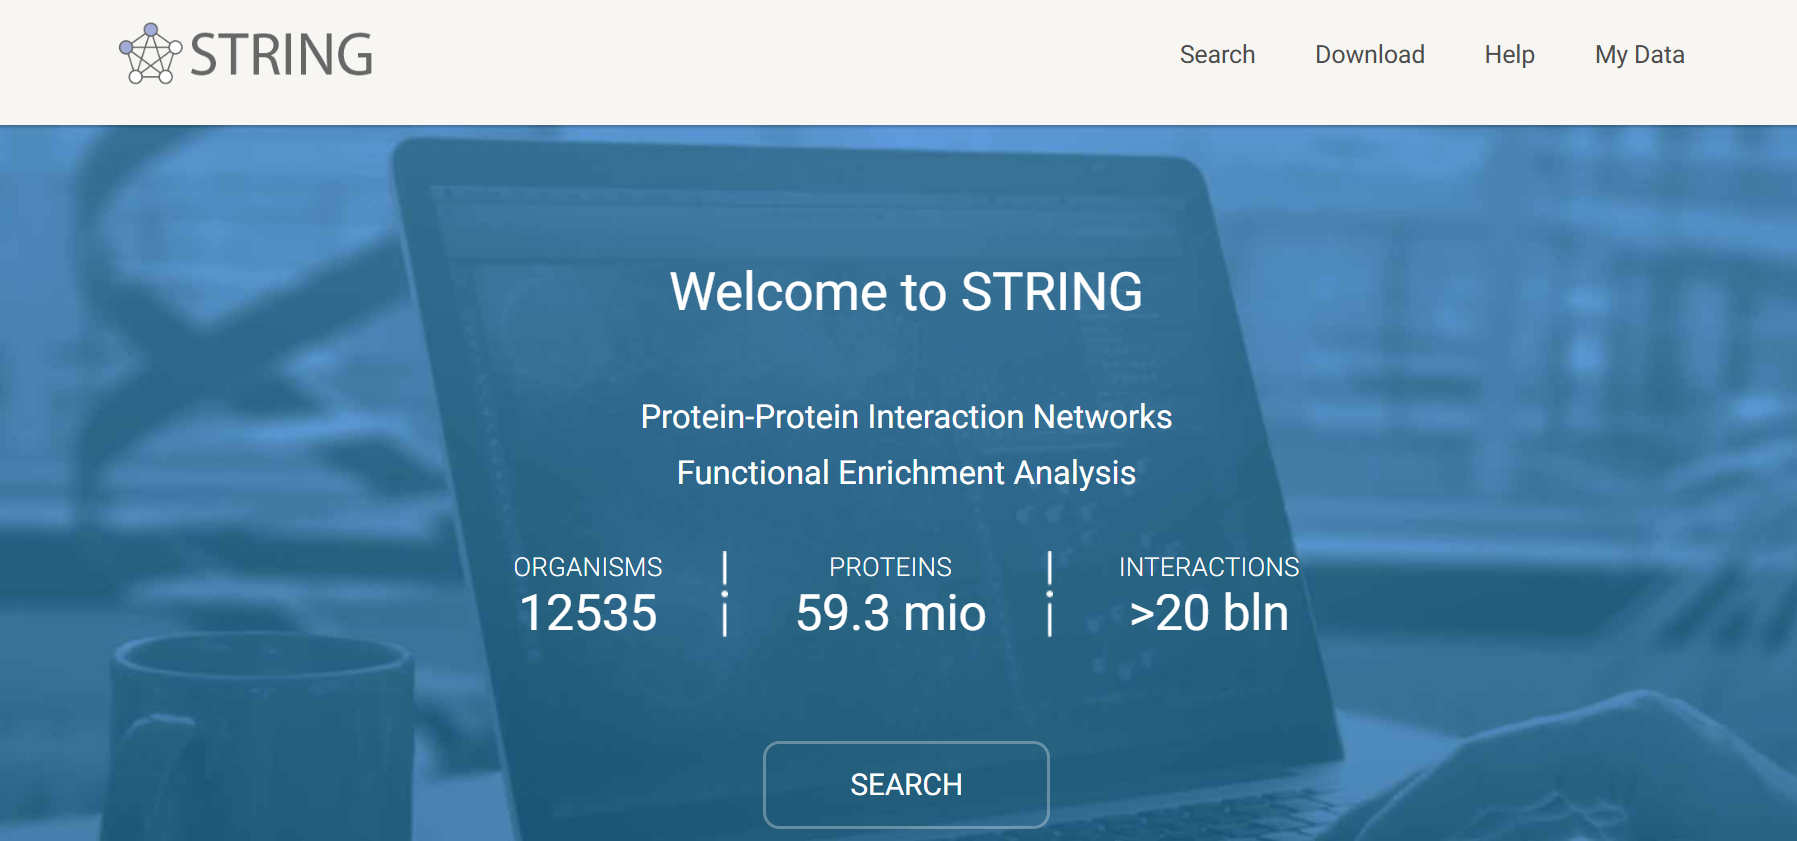 STRING
Search Download Help My Data
Welcome to STRING
Protein-Protein Interaction Networks
Functional Enrichment Analysis
ORGANISMS PROTEINS INTERACTIONS
12535 59.3 mio >20 bln
SEARCH